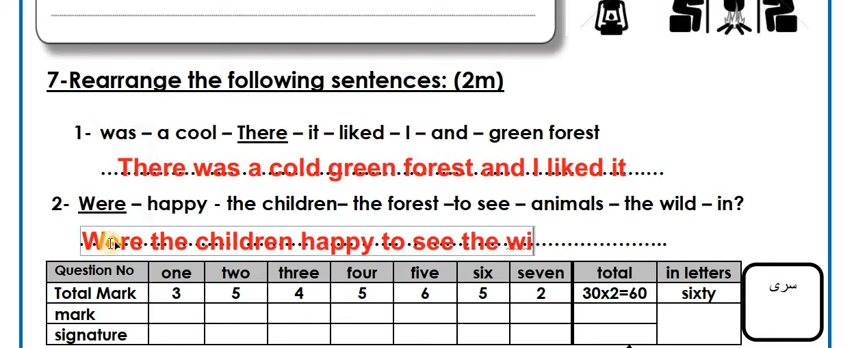 7-Rearrange the following sentences: (2m)
1- was – a cool – There – it – liked – I – and – green forest
There was a cold green forest and I liked it
2- Were – happy - the children– the forest –to see – animals – the wild – in?
Were the children happy to see the wi
Question No one two three four five six seven total in letters
Total Mark 3 5 4 5 6 5 2 30x2=60 sixty
mark
signature
سری